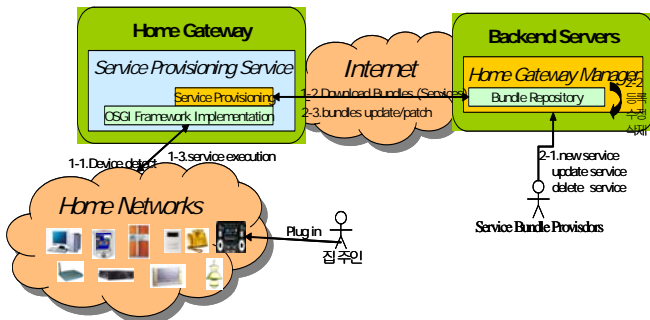 Home Gateway
Service Provisioning Service
Service Provisioning
OSGI Framework Implementation
Internet
1-2.Download Bundles (Services)
2-3.bundles update/patch
Backend Servers
Home Gateway Manager
Bundle Repository
2-2
등록
수정
삭제
1-1.Device detect
1-3.service execution
2-1.new service
update service
delete service
Service Bundle Provisdors
Home Networks
Plug in
집 주인